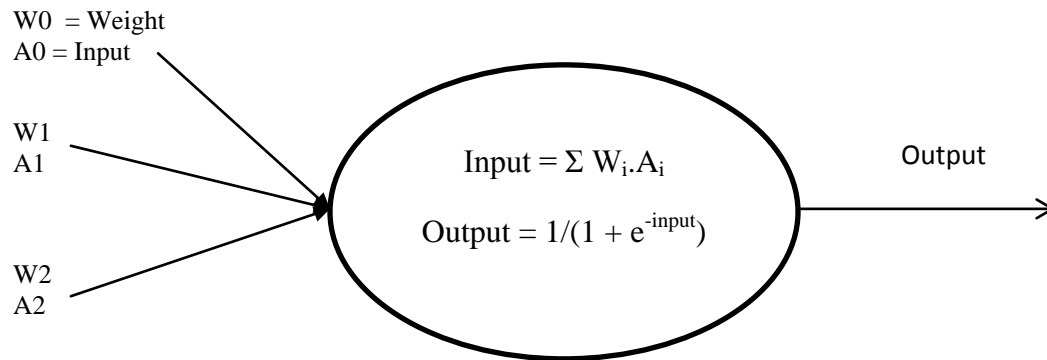 W0 = Weight
A0 = Input
W1
A1
W2
A2
Input = Σ Wᵢ.Aᵢ
Output = 1/(1 + e⁻ⁱⁿᵖᵘᵗ)
Output